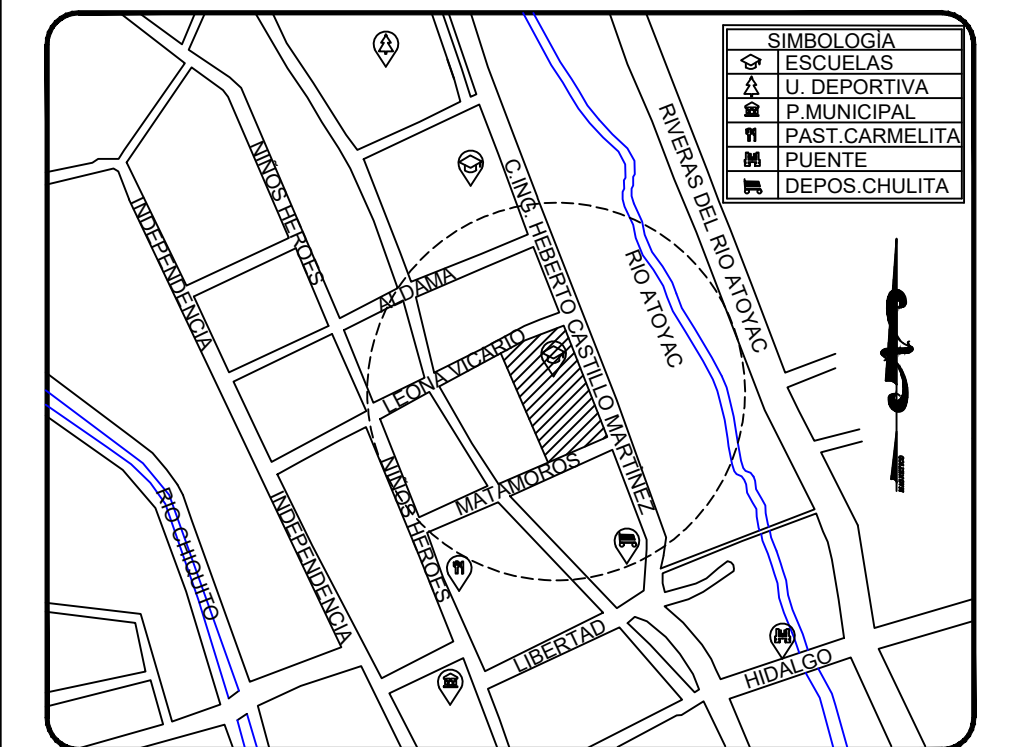 SIMBOLOGÌA
ESCUELAS
U. DEPORTIVA
P.MUNICIPAL
PAST.CARMELITA
PUENTE
DEPOS.CHULITA
NIÑOS HEROES
INDEPENDENCIA
C.ING. HEBERTO CASTILLO MARTINEZ
RIVERAS DEL RIO ATOYAC
RIO ATOYAC
ALDAMA
LEONA VICARIO
MATAMOROS
NIÑOS HEROES
INDEPENDENCIA
RIO CHIQUITO
LIBERTAD
HIDALGO